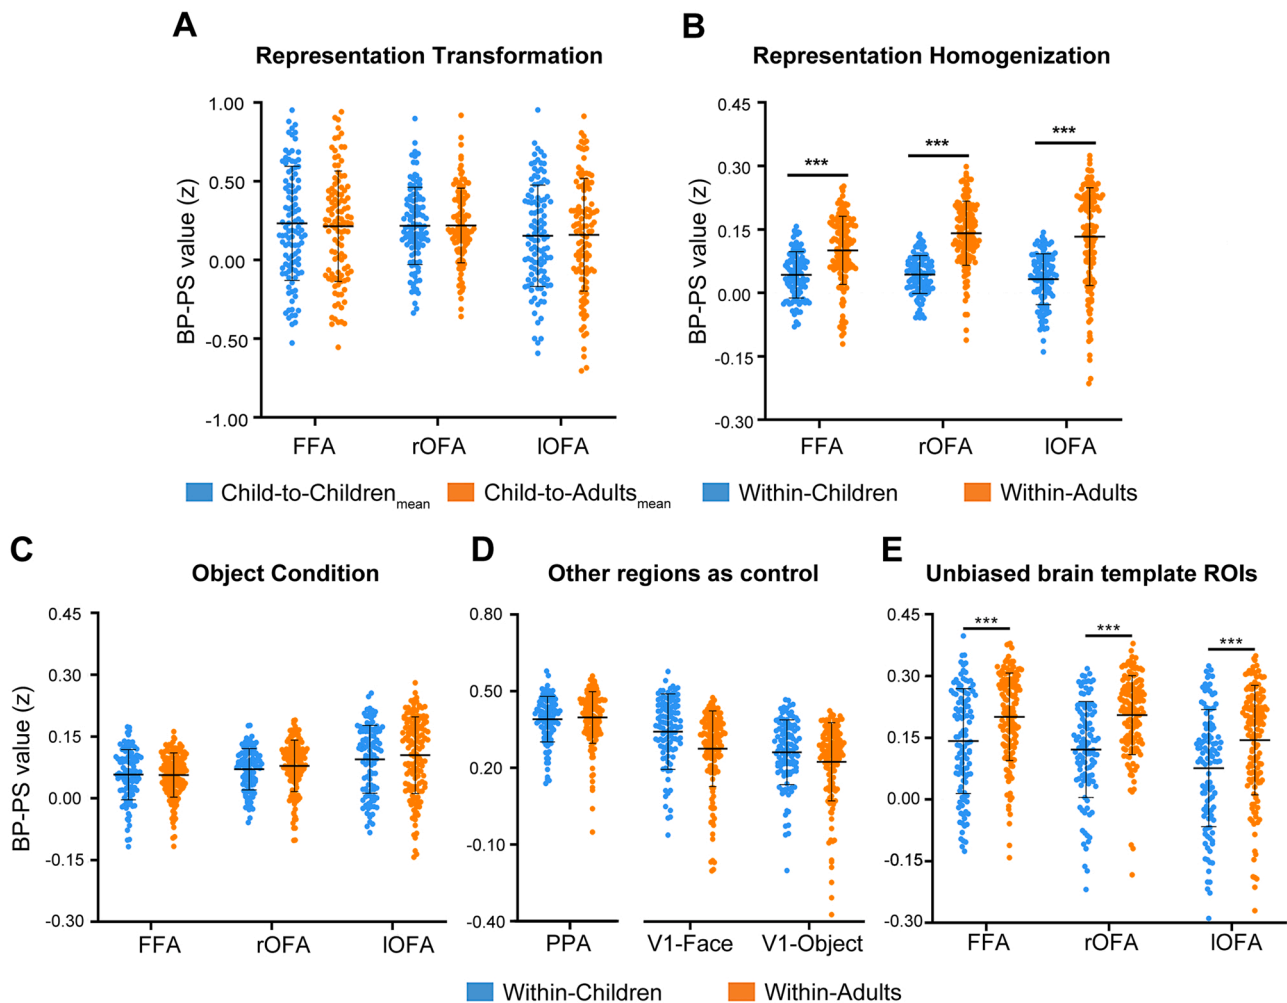 A
Representation Transformation
BP-PS value (z)
1.00
0.50
0.00
-0.50
-1.00
FFA
rOFA
lOFA
Child-to-Children mean
Child-to-Adults mean
B
Representation Homogenization
BP-PS value (z)
0.45
0.30
0.15
0.00
-0.15
-0.30
***
***
***
FFA
rOFA
lOFA
Within-Children
Within-Adults
C
Object Condition
BP-PS value (z)
0.45
0.30
0.15
0.00
-0.15
-0.30
FFA
rOFA
lOFA
D
Other regions as control
0.80
0.50
0.20
-0.10
-0.40
PPA
V1-Face
V1-Object
E
Unbiased brain template ROIs
0.45
0.30
0.15
0.00
-0.15
-0.30
***
***
***
FFA
rOFA
lOFA
Within-Children
Within-Adults